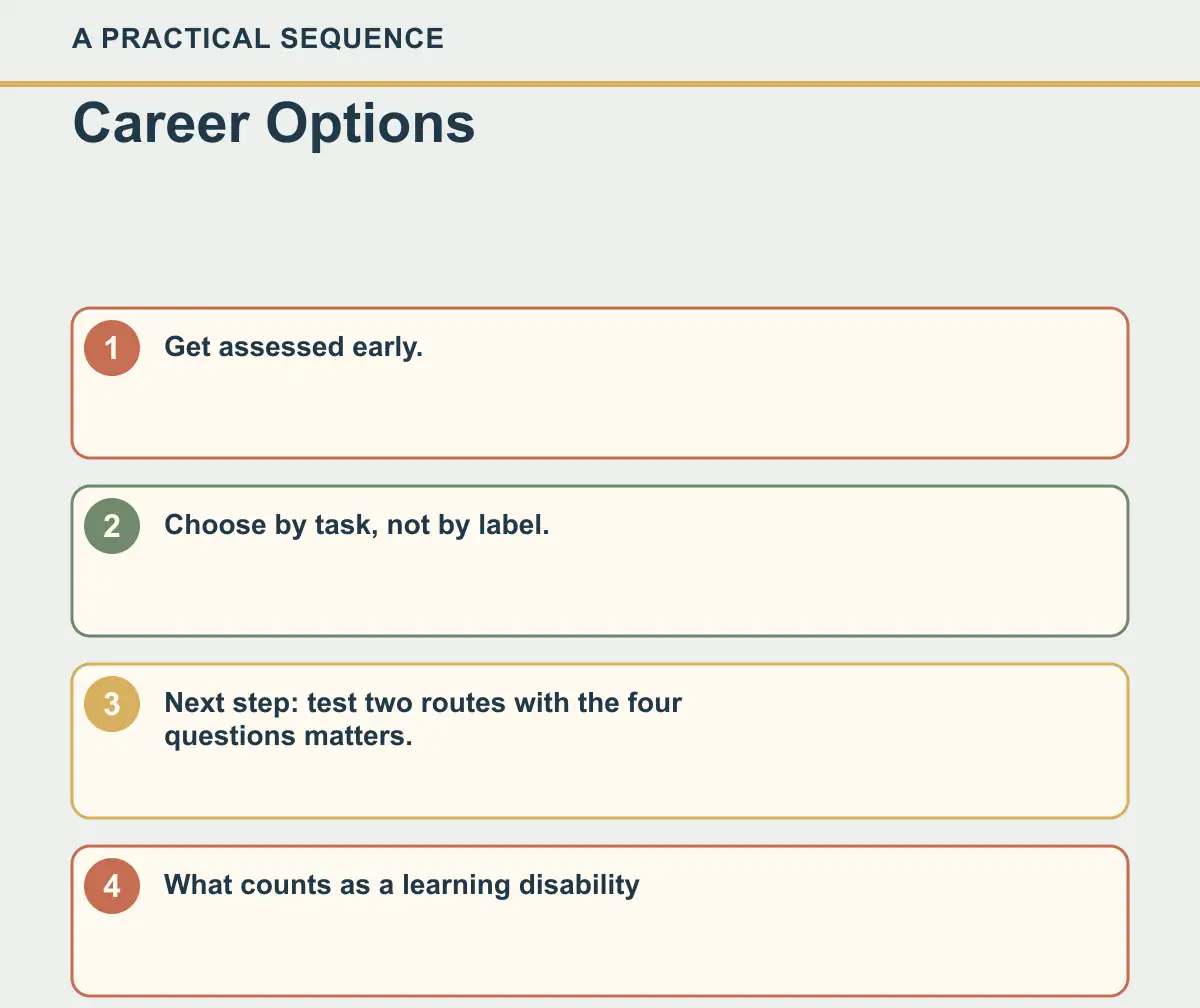 A PRACTICAL SEQUENCE
Career Options
1
Get assessed early.
2
Choose by task, not by label.
3
Next step: test two routes with the four
questions matters.
4
What counts as a learning disability